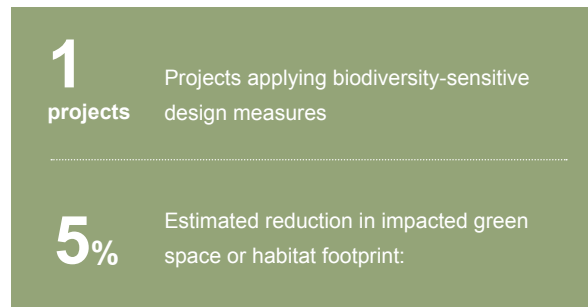 1
projects
Projects applying biodiversity-sensitive
design measures
5%
Estimated reduction in impacted green
space or habitat footprint: